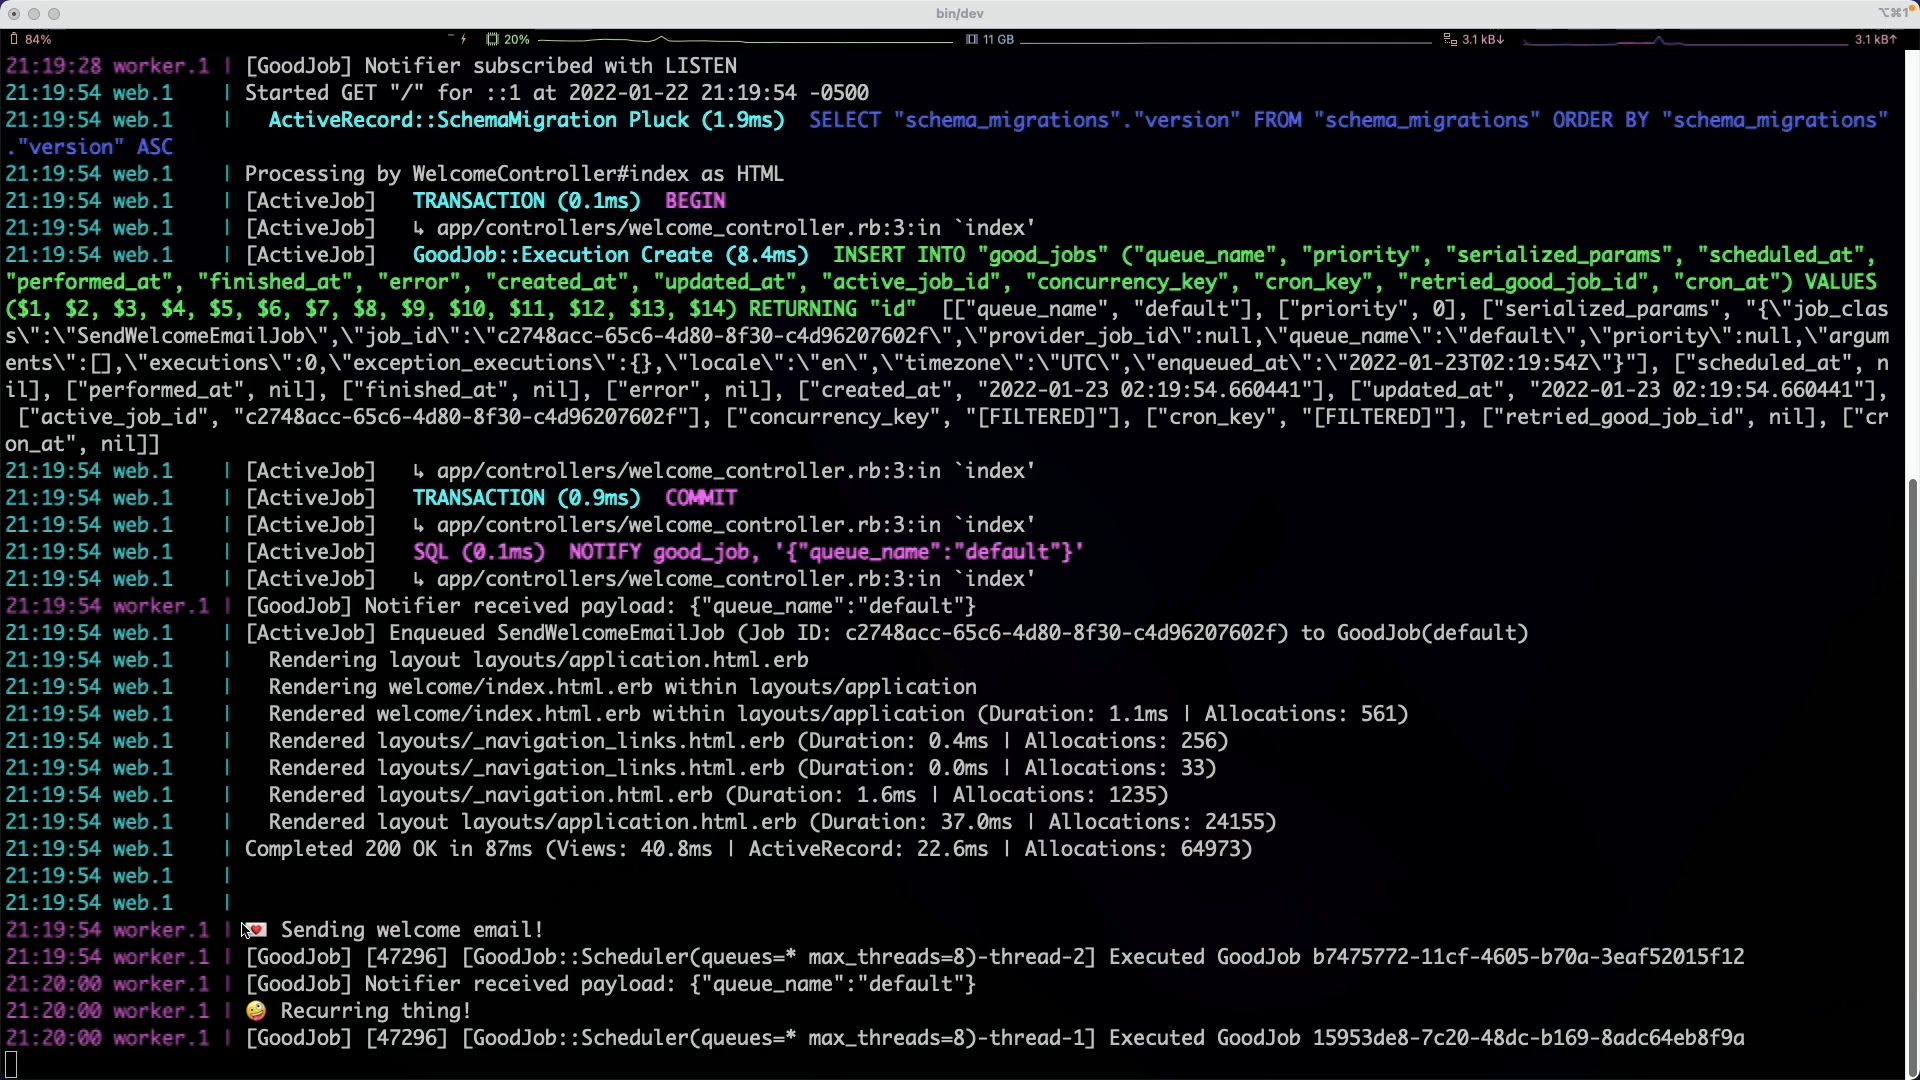 bin/dev
⌥⌘1
84%
20%
11 GB
3.1 kB↓
3.1 kB↑
21:19:28 worker.1 | [GoodJob] Notifier subscribed with LISTEN
21:19:54 web.1    | Started GET "/" for ::1 at 2022-01-22 21:19:54 -0500
21:19:54 web.1    |   ActiveRecord::SchemaMigration Pluck (1.9ms)  SELECT "schema_migrations"."version" FROM "schema_migrations" ORDER BY "schema_migrations"
."version" ASC
21:19:54 web.1    | Processing by WelcomeController#index as HTML
21:19:54 web.1    | [ActiveJob]   TRANSACTION (0.1ms)  BEGIN
21:19:54 web.1    | [ActiveJob]   ↳ app/controllers/welcome_controller.rb:3:in `index'
21:19:54 web.1    | [ActiveJob]   GoodJob::Execution Create (8.4ms)  INSERT INTO "good_jobs" ("queue_name", "priority", "serialized_params", "scheduled_at",
"performed_at", "finished_at", "error", "created_at", "updated_at", "active_job_id", "concurrency_key", "cron_key", "retried_good_job_id", "cron_at") VALUES
($1, $2, $3, $4, $5, $6, $7, $8, $9, $10, $11, $12, $13, $14) RETURNING "id"  [["queue_name", "default"], ["priority", 0], ["serialized_params", "{\"job_clas
s\":\"SendWelcomeEmailJob\",\"job_id\":\"c2748acc-65c6-4d80-8f30-c4d96207602f\",\"provider_job_id\":null,\"queue_name\":\"default\",\"priority\":null,\"argum
ents\":[],\"executions\":0,\"exception_executions\":{},\"locale\":\"en\",\"timezone\":\"UTC\",\"enqueued_at\":\"2022-01-23T02:19:54Z\"}"], ["scheduled_at", n
il], ["performed_at", nil], ["finished_at", nil], ["error", nil], ["created_at", "2022-01-23 02:19:54.660441"], ["updated_at", "2022-01-23 02:19:54.660441"],
 ["active_job_id", "c2748acc-65c6-4d80-8f30-c4d96207602f"], ["concurrency_key", "[FILTERED]"], ["cron_key", "[FILTERED]"], ["retried_good_job_id", nil], ["cr
on_at", nil]]
21:19:54 web.1    | [ActiveJob]   ↳ app/controllers/welcome_controller.rb:3:in `index'
21:19:54 web.1    | [ActiveJob]   TRANSACTION (0.9ms)  COMMIT
21:19:54 web.1    | [ActiveJob]   ↳ app/controllers/welcome_controller.rb:3:in `index'
21:19:54 web.1    | [ActiveJob]   SQL (0.1ms)  NOTIFY good_job, '{"queue_name":"default"}'
21:19:54 web.1    | [ActiveJob]   ↳ app/controllers/welcome_controller.rb:3:in `index'
21:19:54 worker.1 | [GoodJob] Notifier received payload: {"queue_name":"default"}
21:19:54 web.1    | [ActiveJob] Enqueued SendWelcomeEmailJob (Job ID: c2748acc-65c6-4d80-8f30-c4d96207602f) to GoodJob(default)
21:19:54 web.1    |   Rendering layout layouts/application.html.erb
21:19:54 web.1    |   Rendering welcome/index.html.erb within layouts/application
21:19:54 web.1    |   Rendered welcome/index.html.erb within layouts/application (Duration: 1.1ms | Allocations: 561)
21:19:54 web.1    |   Rendered layouts/_navigation_links.html.erb (Duration: 0.4ms | Allocations: 256)
21:19:54 web.1    |   Rendered layouts/_navigation_links.html.erb (Duration: 0.0ms | Allocations: 33)
21:19:54 web.1    |   Rendered layouts/_navigation.html.erb (Duration: 1.6ms | Allocations: 1235)
21:19:54 web.1    |   Rendered layout layouts/application.html.erb (Duration: 37.0ms | Allocations: 24155)
21:19:54 web.1    | Completed 200 OK in 87ms (Views: 40.8ms | ActiveRecord: 22.6ms | Allocations: 64973)
21:19:54 web.1    |
21:19:54 web.1    |
21:19:54 worker.1 | 💌 Sending welcome email!
21:19:54 worker.1 | [GoodJob] [47296] [GoodJob::Scheduler(queues=* max_threads=8)-thread-2] Executed GoodJob b7475772-11cf-4605-b70a-3eaf52015f12
21:20:00 worker.1 | [GoodJob] Notifier received payload: {"queue_name":"default"}
21:20:00 worker.1 | 🤪 Recurring thing!
21:20:00 worker.1 | [GoodJob] [47296] [GoodJob::Scheduler(queues=* max_threads=8)-thread-1] Executed GoodJob 15953de8-7c20-48dc-b169-8adc64eb8f9a